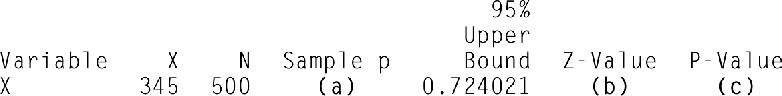 95%
Upper
Variable X N Sample p Bound Z-Value P-Value
X 345 500 (a) 0.724021 (b) (c)